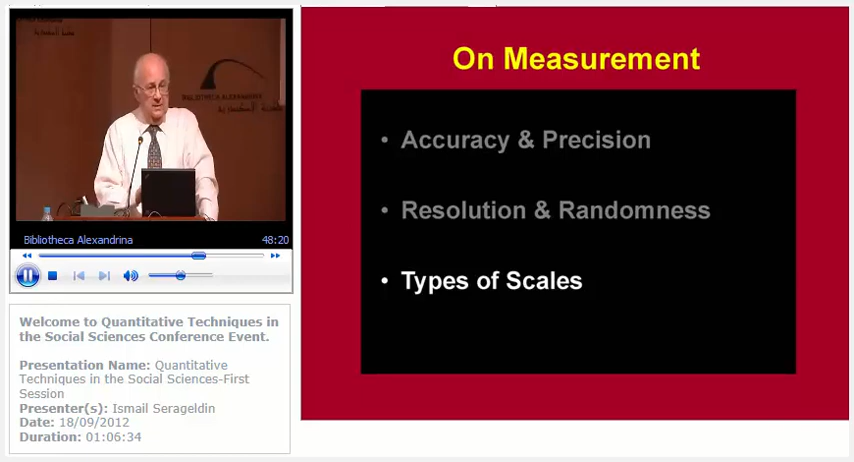 BIBLIOTHECA ALEXANDRINA
Bibliotheca Alexandrina 48:20
Welcome to Quantitative Techniques in
the Social Sciences Conference Event.
Presentation Name: Quantitative
Techniques in the Social Sciences-First
Session
Presenter(s): Ismail Serageldin
Date: 18/09/2012
Duration: 01:06:34
On Measurement
• Accuracy & Precision
• Resolution & Randomness
• Types of Scales